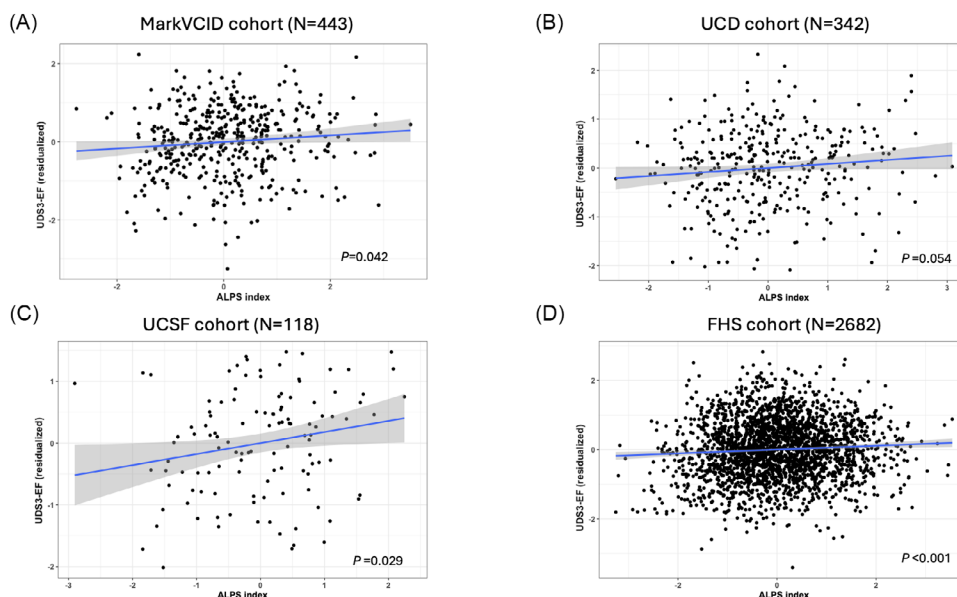 (A)
MarkVCID cohort (N=443)
UDS3-EF (residualized)
2
0
-2
-2
0
2
ALPS index
P=0.042
(B)
UCD cohort (N=342)
UDS3-EF (residualized)
2
1
0
-1
-2
-2
-1
0
1
2
3
ALPS index
P=0.054
(C)
UCSF cohort (N=118)
UDS3-EF (residualized)
1
0
-1
-2
-3
-2
-1
0
1
2
ALPS index
P=0.029
(D)
FHS cohort (N=2682)
UDS3-EF (residualized)
2
0
-2
-2
0
2
ALPS index
P<0.001